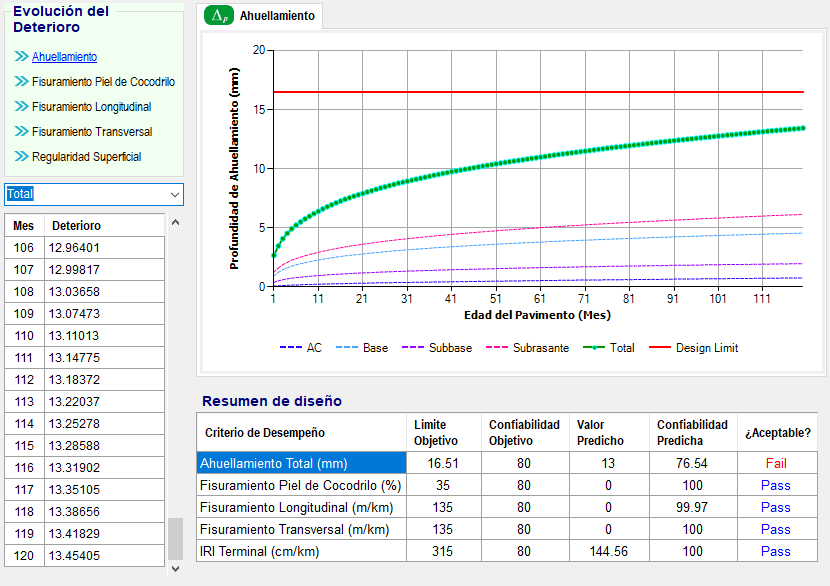 Evolución del
Deterioro
Ahuellamiento
Fisuramiento Piel de Cocodrilo
Fisuramiento Longitudinal
Fisuramiento Transversal
Regularidad Superficial
Total
Mes Deterioro
106 12.96401
107 12.99817
108 13.03658
109 13.07473
110 13.11013
111 13.14775
112 13.18372
113 13.22037
114 13.25278
115 13.28588
116 13.31902
117 13.35105
118 13.38656
119 13.41829
120 13.45405
Δp Ahuellamiento
Profundidad de Ahuellamiento (mm)
20
15
10
5
0
1 11 21 31 41 51 61 71 81 91 101 111
Edad del Pavimento (Mes)
AC Base Subbase Subrasante Total Design Limit
Resumen de diseño
Criterio de Desempeño Limite Objetivo Confiabilidad Objetivo Valor Predicho Confiabilidad Predicha ¿Aceptable?
Ahuellamiento Total (mm) 16.51 80 13 76.54 Fail
Fisuramiento Piel de Cocodrilo (%) 35 80 0 100 Pass
Fisuramiento Longitudinal (m/km) 135 80 0 99.97 Pass
Fisuramiento Transversal (m/km) 135 80 0 100 Pass
IRI Terminal (cm/km) 315 80 144.56 100 Pass